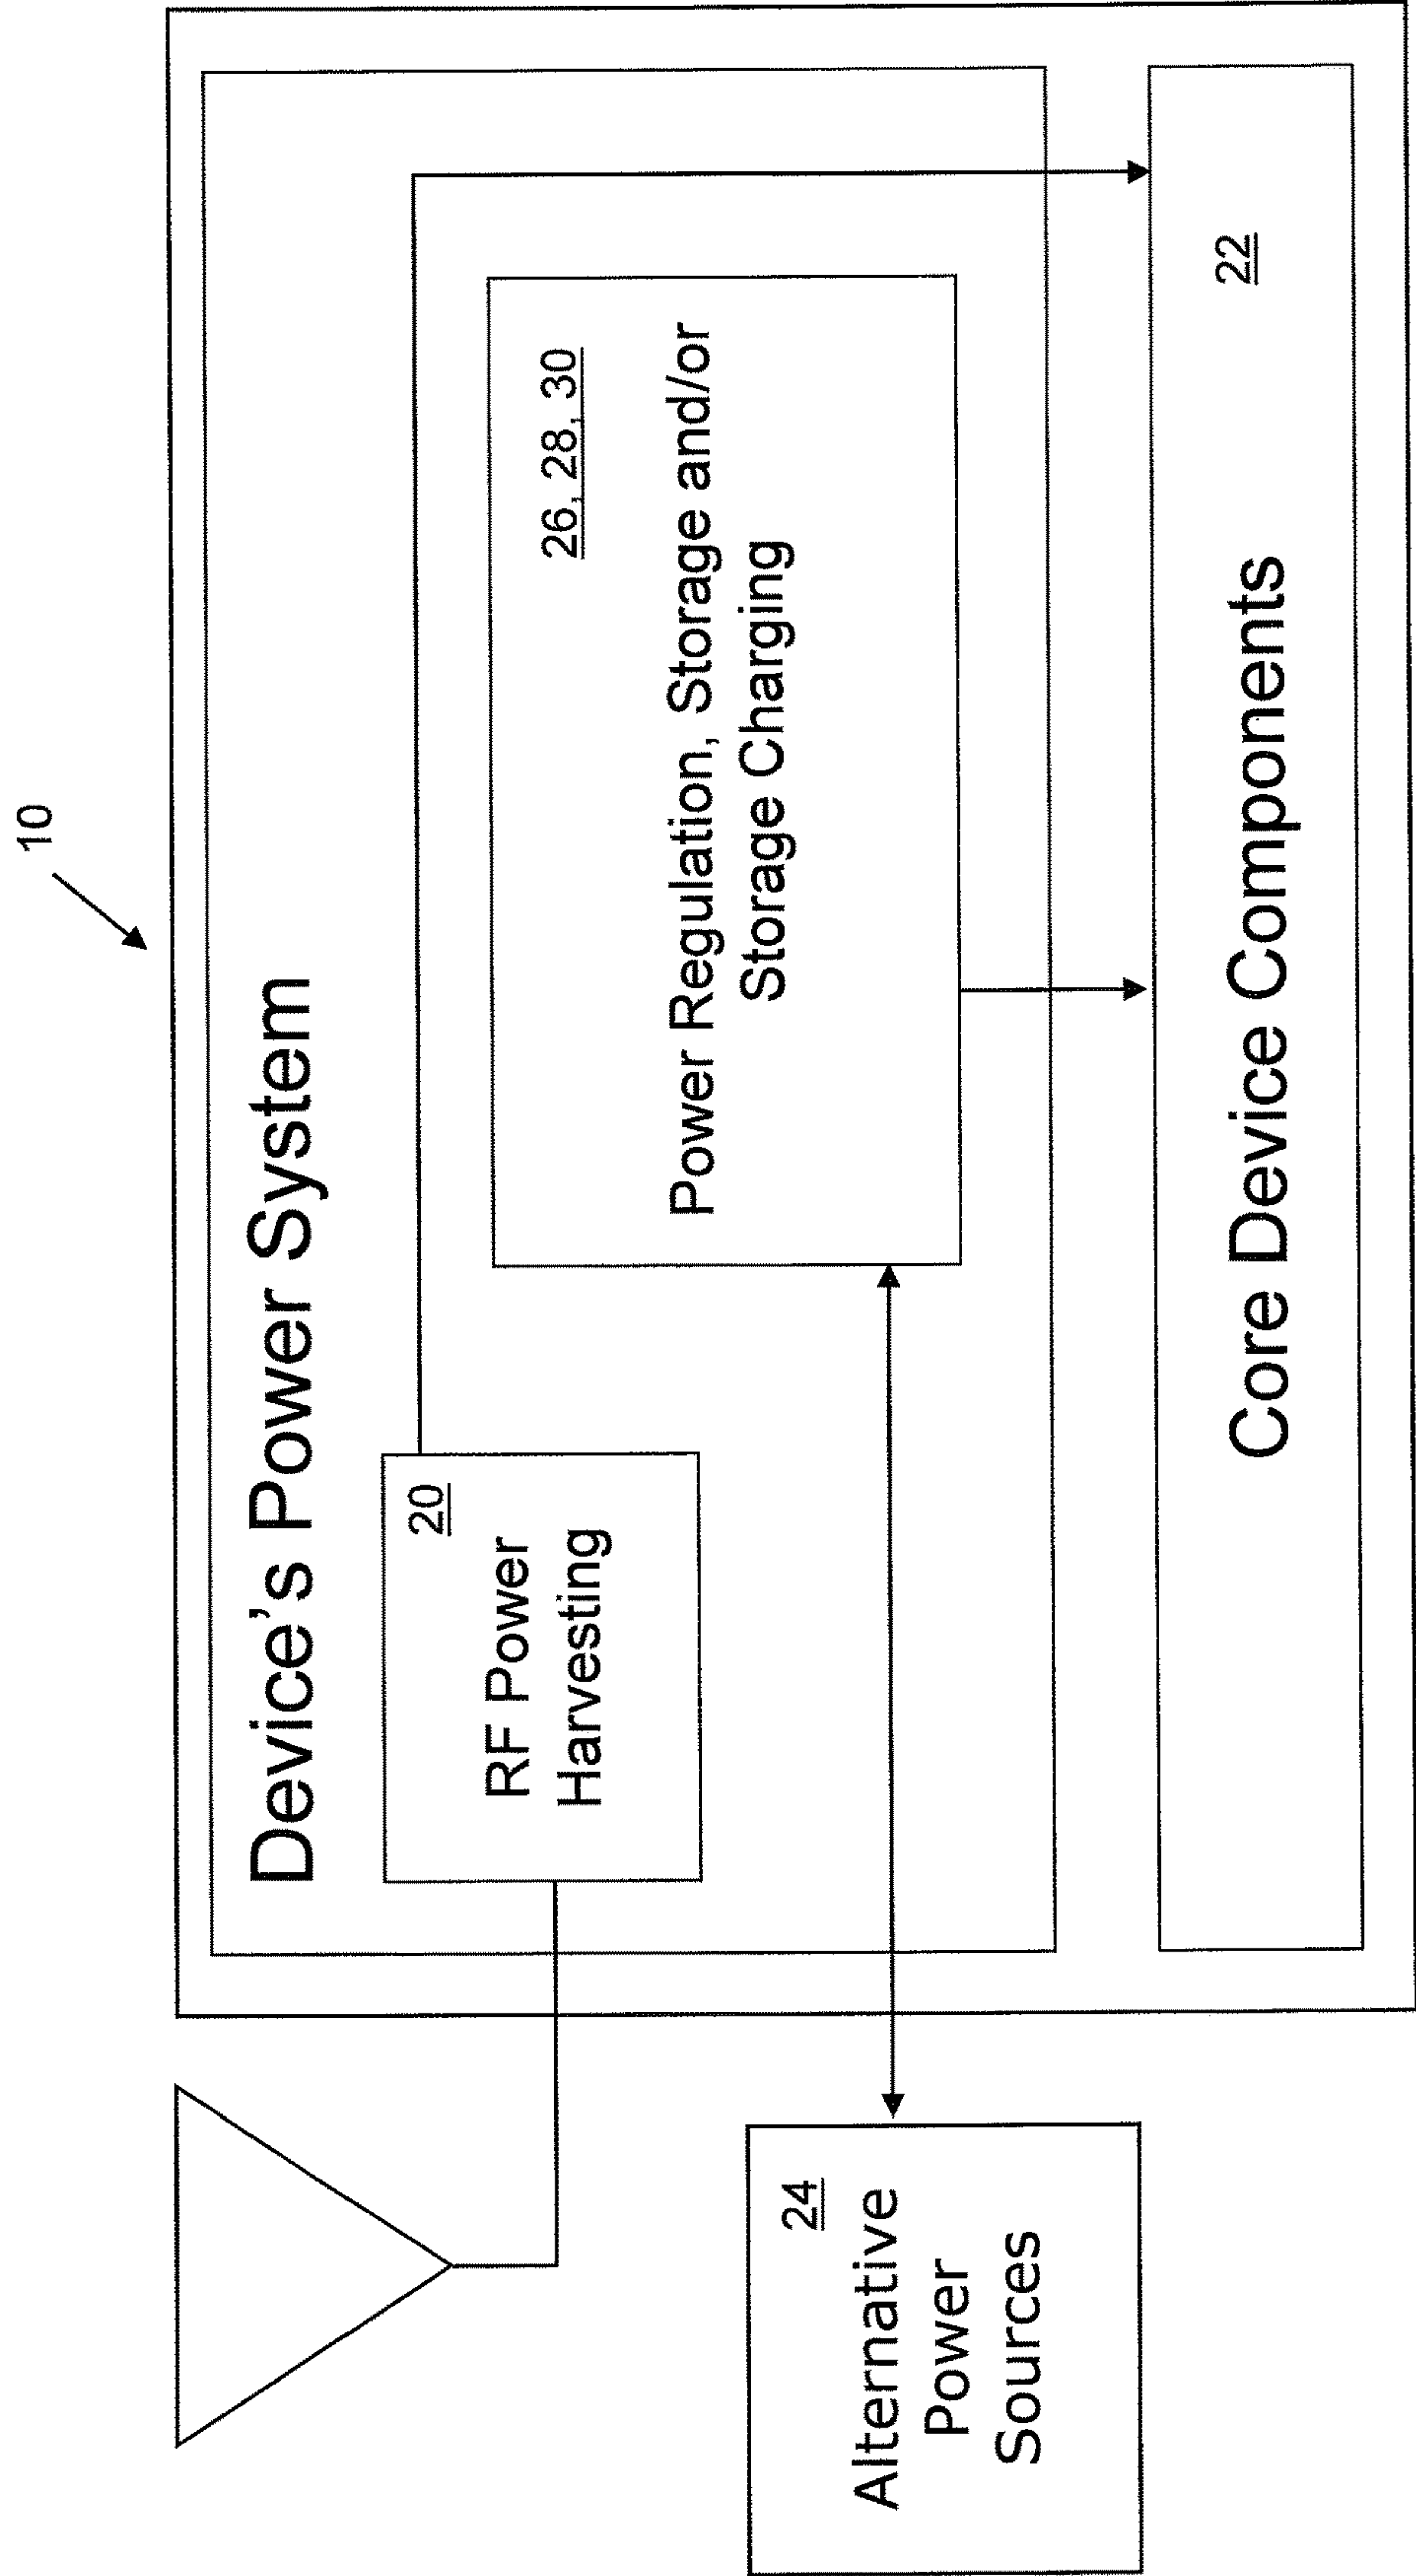 10
Device's Power System
20
RF Power
Harvesting
26, 28, 30
Power Regulation, Storage and/or
Storage Charging
24
Alternative
Power
Sources
22
Core Device Components